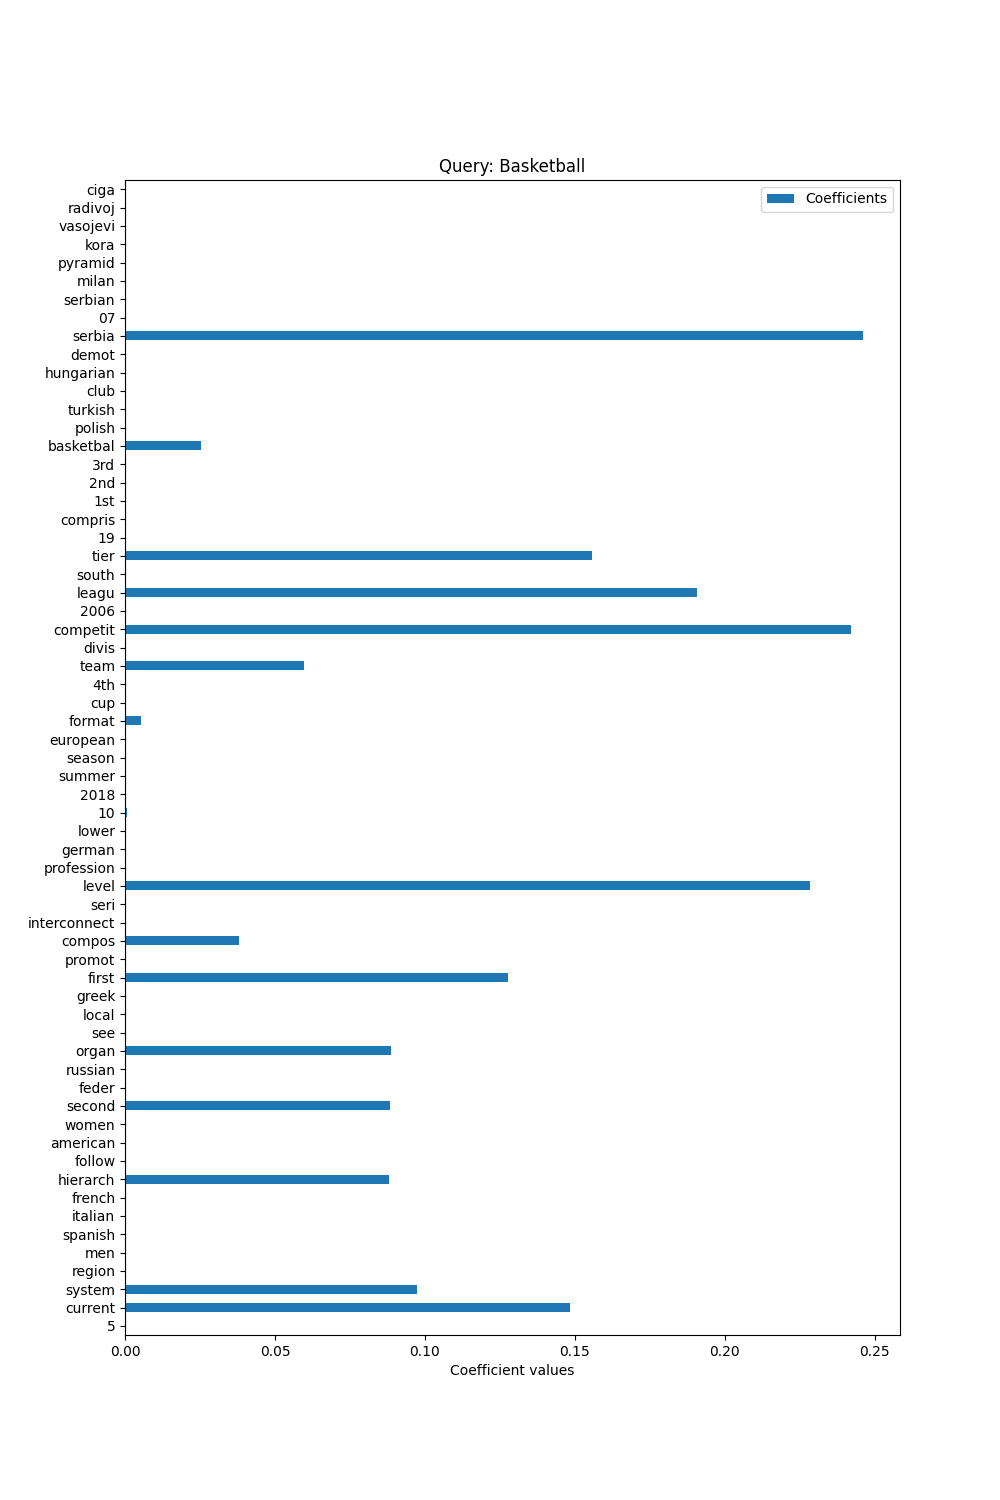 Query: Basketball
Coefficients
ciga
radivoj
vasojevi
kora
pyramid
milan
serbian
07
serbia
demot
hungarian
club
turkish
polish
basketbal
3rd
2nd
1st
compris
19
tier
south
leagu
2006
competit
divis
team
4th
cup
format
european
season
summer
2018
10
lower
german
profession
level
seri
interconnect
compos
promot
first
greek
local
see
organ
russian
feder
second
women
american
follow
hierarch
french
italian
spanish
men
region
system
current
5
0.00 0.05 0.10 0.15 0.20 0.25
Coefficient values